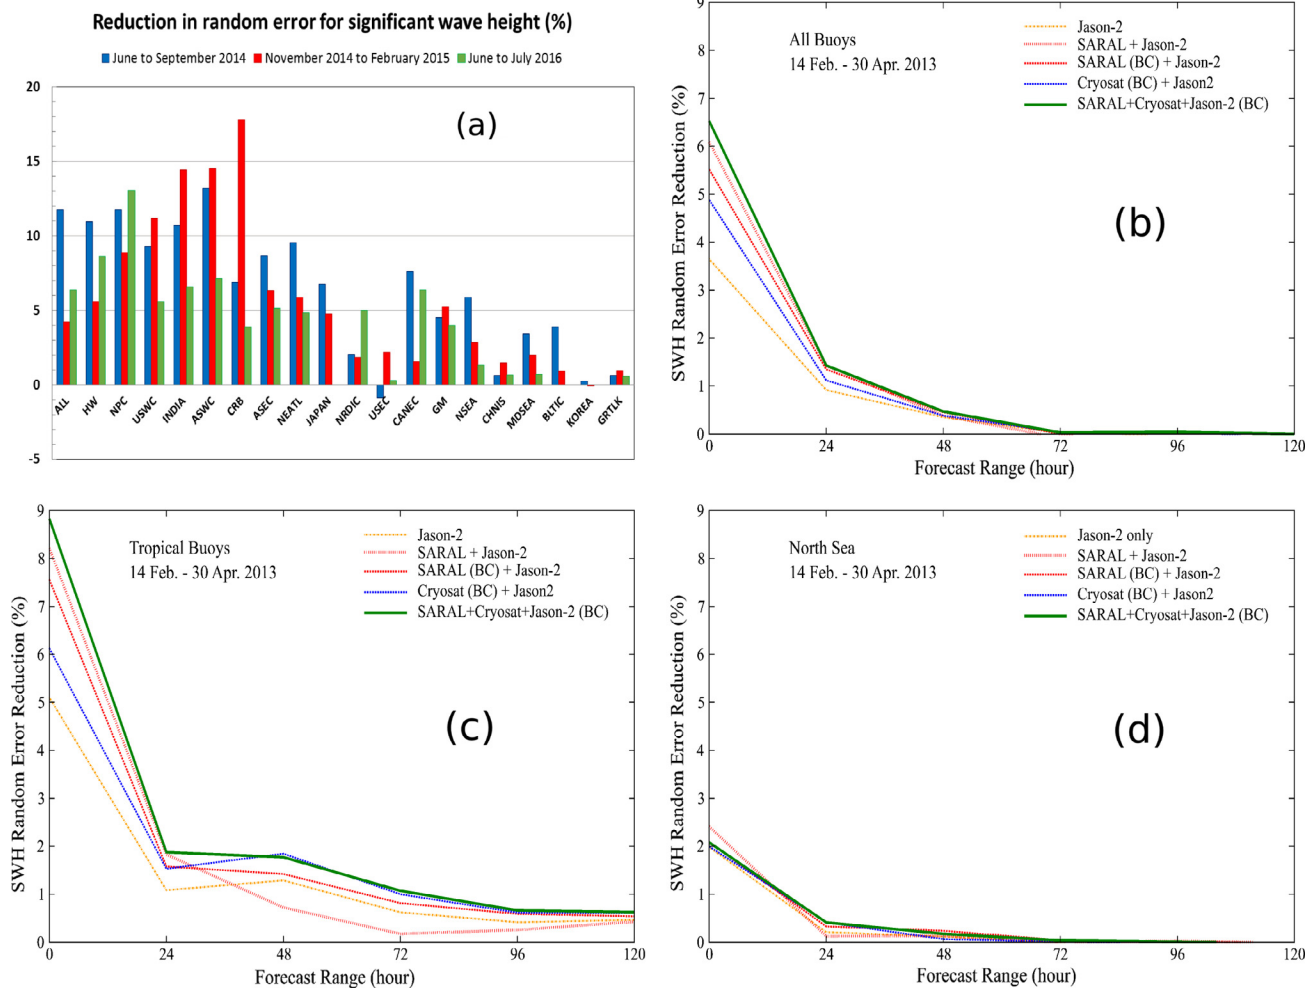 Reduction in random error for significant wave height (%)
June to September 2014 November 2014 to February 2015 June to July 2016
20
15
10
5
0
-5
(a)
ALL HW NPC USWC INDIA ASWC CRB ASEC NEATL JAPAN NRDIC USEC CANEC GM NSEA CHNIS MDSEA BLTIC KOREA GRTLK
SWH Random Error Reduction (%)
9
8
7
6
5
4
3
2
1
0
All Buoys
14 Feb. - 30 Apr. 2013
Jason-2
SARAL + Jason-2
SARAL (BC) + Jason-2
Cryosat (BC) + Jason2
SARAL+Cryosat+Jason-2 (BC)
(b)
0 24 48 72 96 120
Forecast Range (hour)
SWH Random Error Reduction (%)
9
8
7
6
5
4
3
2
1
0
Tropical Buoys
14 Feb. - 30 Apr. 2013
Jason-2
SARAL + Jason-2
SARAL (BC) + Jason-2
Cryosat (BC) + Jason2
SARAL+Cryosat+Jason-2 (BC)
(c)
0 24 48 72 96 120
Forecast Range (hour)
SWH Random Error Reduction (%)
9
8
7
6
5
4
3
2
1
0
North Sea
14 Feb. - 30 Apr. 2013
Jason-2 only
SARAL + Jason-2
SARAL (BC) + Jason-2
Cryosat (BC) + Jason2
SARAL+Cryosat+Jason-2 (BC)
(d)
0 24 48 72 96 120
Forecast Range (hour)